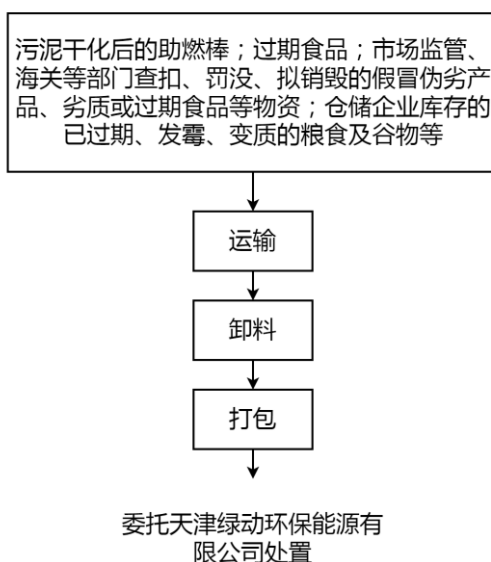 污泥干化后的助燃棒；过期食品；市场监管、
海关等部门查扣、罚没、拟销毁的假冒伪劣产
品、劣质或过期食品等物资；仓储企业库存的
已过期、发霉、变质的粮食及谷物等
运输
卸料
打包
委托天津绿动环保能源有
限公司处置